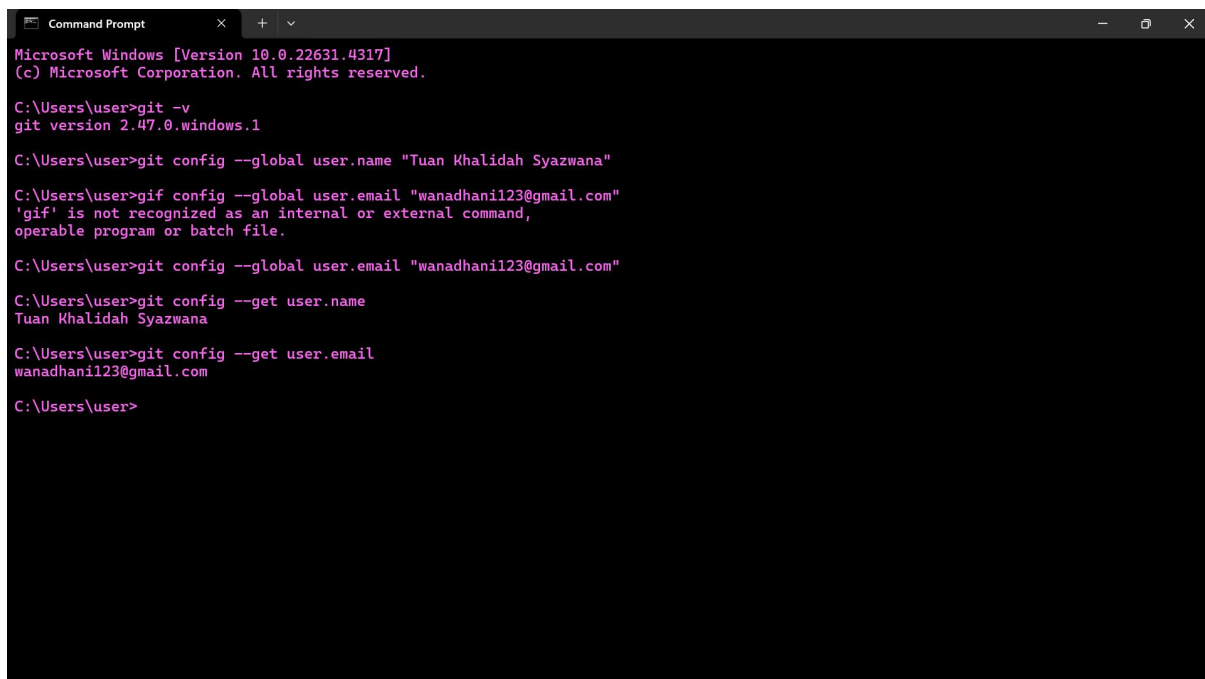 Command Prompt
Microsoft Windows [Version 10.0.22631.4317]
(c) Microsoft Corporation. All rights reserved.
C:\Users\user>git -v
git version 2.47.0.windows.1
C:\Users\user>git config --global user.name "Tuan Khalidah Syazwana"
C:\Users\user>gif config --global user.email "wanadhani123@gmail.com"
'gif' is not recognized as an internal or external command,
operable program or batch file.
C:\Users\user>git config --global user.email "wanadhani123@gmail.com"
C:\Users\user>git config --get user.name
Tuan Khalidah Syazwana
C:\Users\user>git config --get user.email
wanadhani123@gmail.com
C:\Users\user>